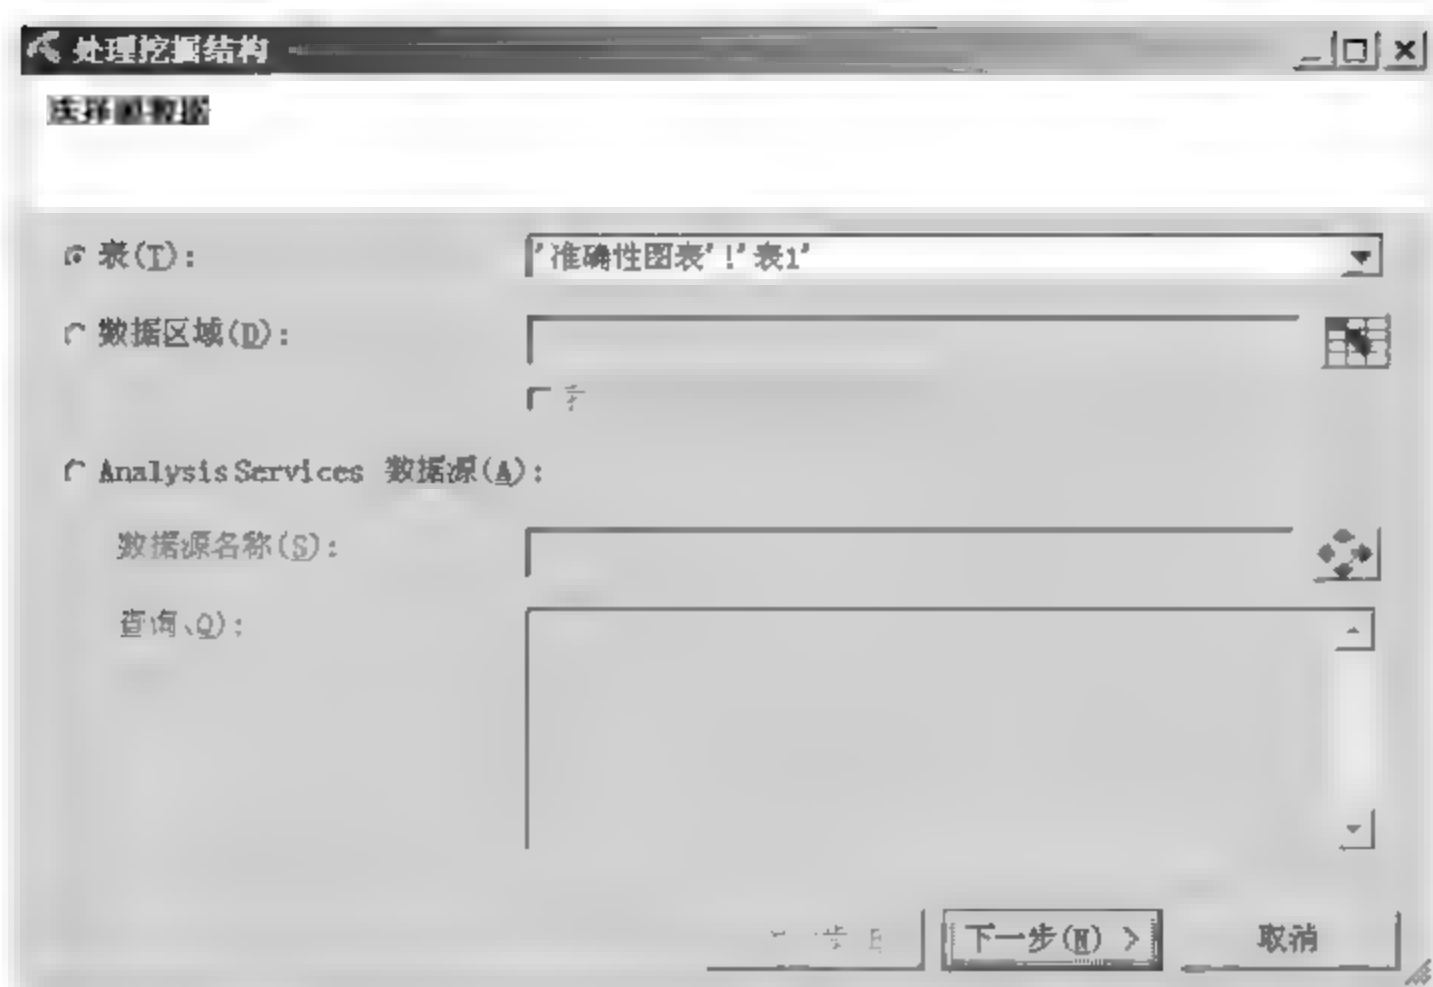 处理挖掘结构
选择源数据
表(T):
'准确性图表'!'表1'
数据区域(D):
Analysis Services 数据源(A):
数据源名称(S):
查询(Q):
下一步(N) >
取消